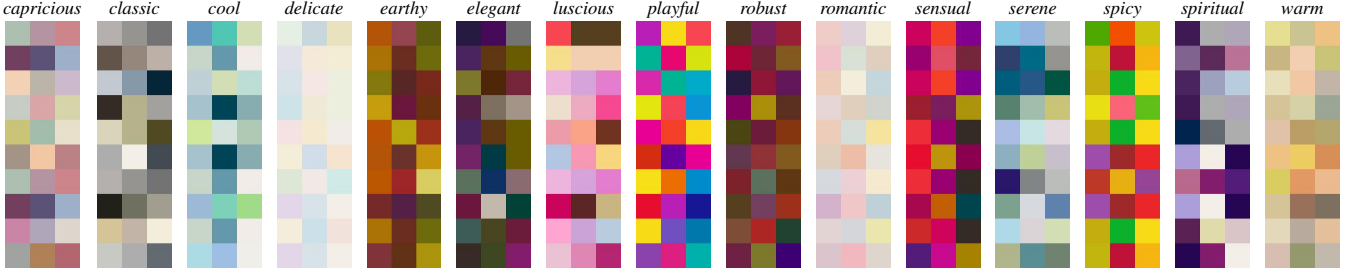 capricious classic cool delicate earthy elegant luscious playful robust romantic sensual serene spicy spiritual warm